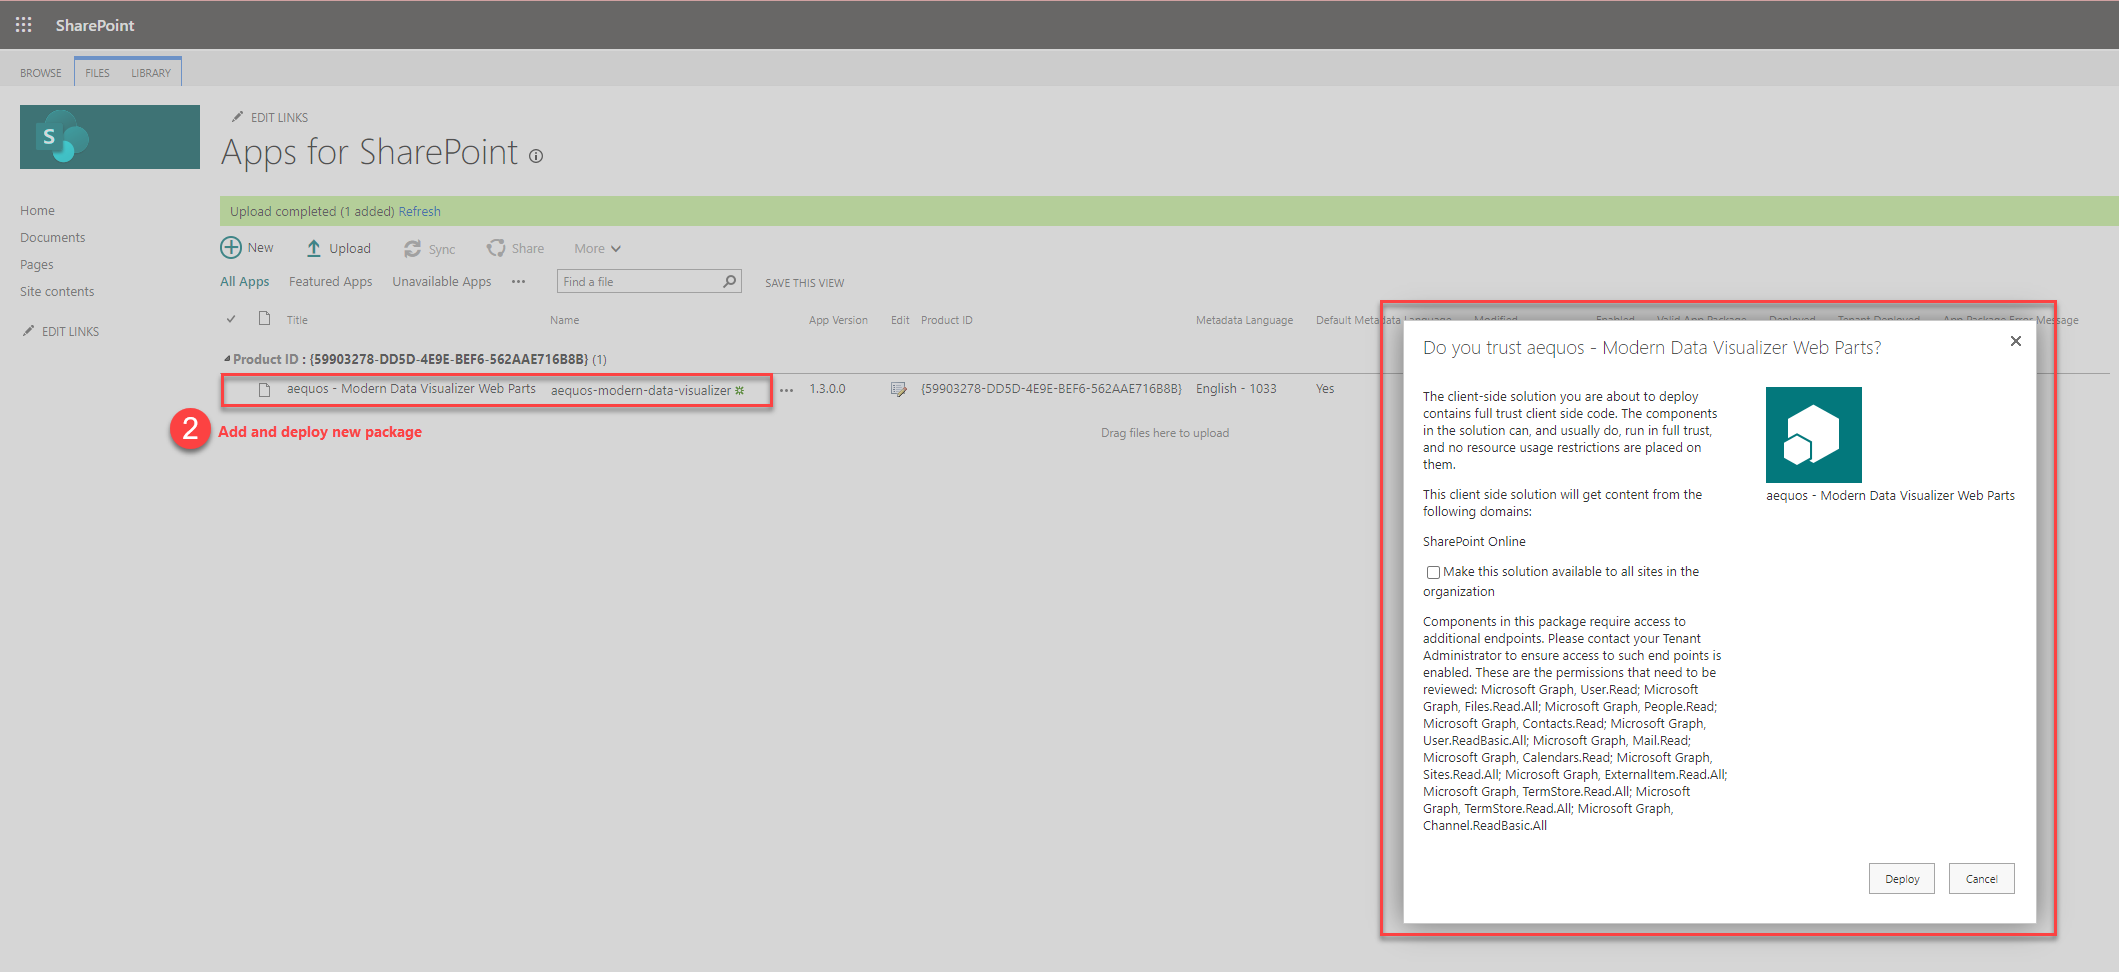 SharePoint
BROWSE FILES LIBRARY
S
EDIT LINKS
Apps for SharePoint
Home
Documents
Pages
Site contents
EDIT LINKS
Upload completed (1 added) Refresh
New Upload Sync Share More
All Apps Featured Apps Unavailable Apps ··· Find a file SAVE THIS VIEW
Title Name App Version Edit Product ID Metadata Language Default Metadata Language Modified Enabled Valid App Package Deployed Tenant Deployed App Package Error Message
Product ID : {59903278-DD5D-4E9E-BEF6-562AAE716B8B} (1)
aequos - Modern Data Visualizer Web Parts aequos-modern-data-visualizer ··· 1.3.0.0 {59903278-DD5D-4E9E-BEF6-562AAE716B8B} English - 1033 Yes
2 Add and deploy new package
Drag files here to upload
Do you trust aequos - Modern Data Visualizer Web Parts?
The client-side solution you are about to deploy
contains full trust client side code. The components
in the solution can, and usually do, run in full trust,
and no resource usage restrictions are placed on
them.
aequos - Modern Data Visualizer Web Parts
This client side solution will get content from the
following domains:
SharePoint Online
Make this solution available to all sites in the
organization
Components in this package require access to
additional endpoints. Please contact your Tenant
Administrator to ensure access to such end points is
enabled. These are the permissions that need to be
reviewed: Microsoft Graph, User.Read; Microsoft
Graph, Files.Read.All; Microsoft Graph, People.Read;
Microsoft Graph, Contacts.Read; Microsoft Graph,
User.ReadBasic.All; Microsoft Graph, Mail.Read;
Microsoft Graph, Calendars.Read; Microsoft Graph,
Sites.Read.All; Microsoft Graph, ExternalItem.Read.All;
Microsoft Graph, TermStore.Read.All; Microsoft
Graph, TermStore.Read.All; Microsoft Graph,
Channel.ReadBasic.All
Deploy Cancel